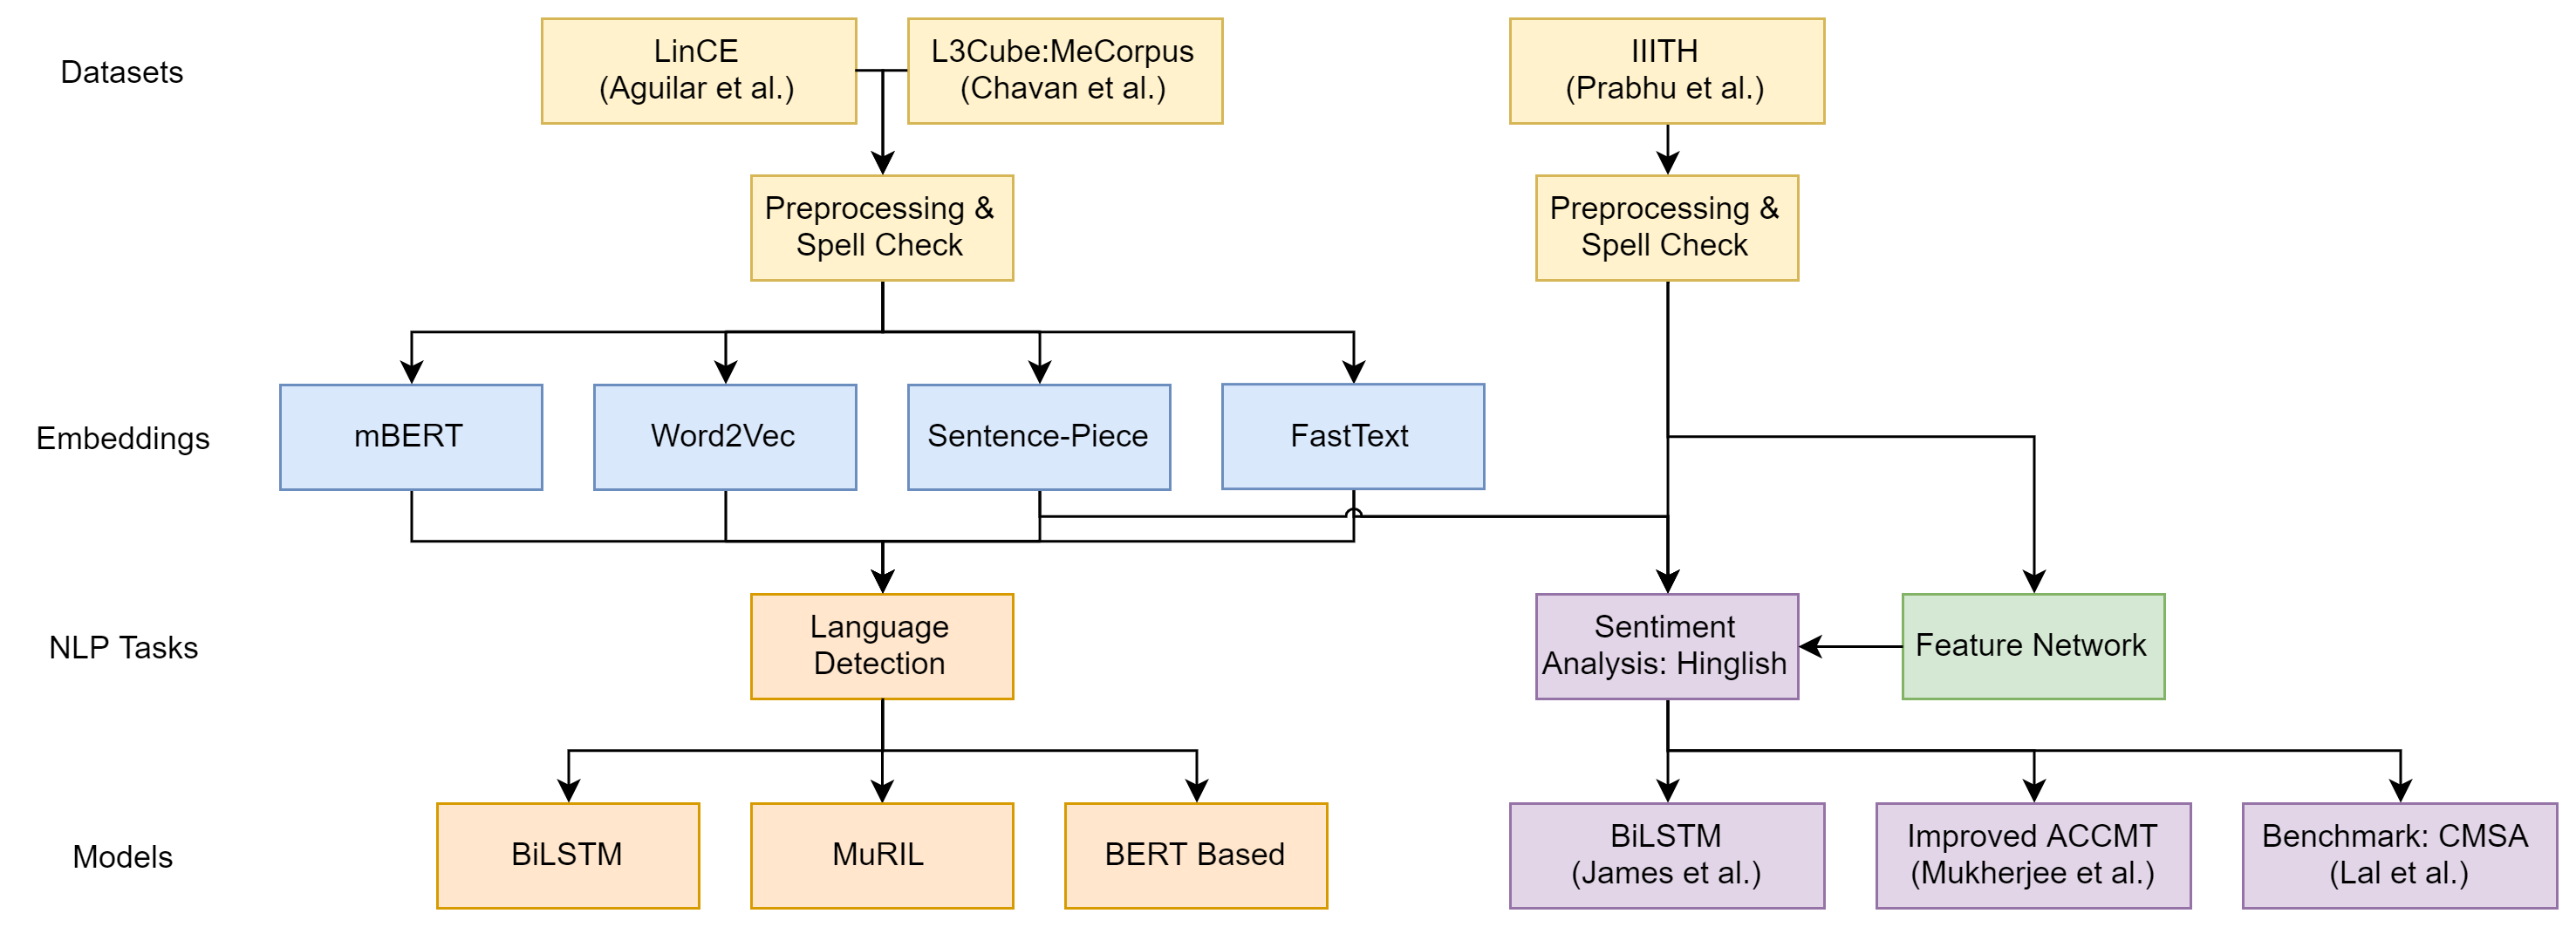 Datasets
LinCE
(Aguilar et al.)
L3Cube:MeCorpus
(Chavan et al.)
IIITH
(Prabhu et al.)
Preprocessing &
Spell Check
Preprocessing &
Spell Check
Embeddings
mBERT
Word2Vec
Sentence-Piece
FastText
NLP Tasks
Language
Detection
Sentiment
Analysis: Hinglish
Feature Network
Models
BiLSTM
MuRIL
BERT Based
BiLSTM
(James et al.)
Improved ACCMT
(Mukherjee et al.)
Benchmark: CMSA
(Lal et al.)